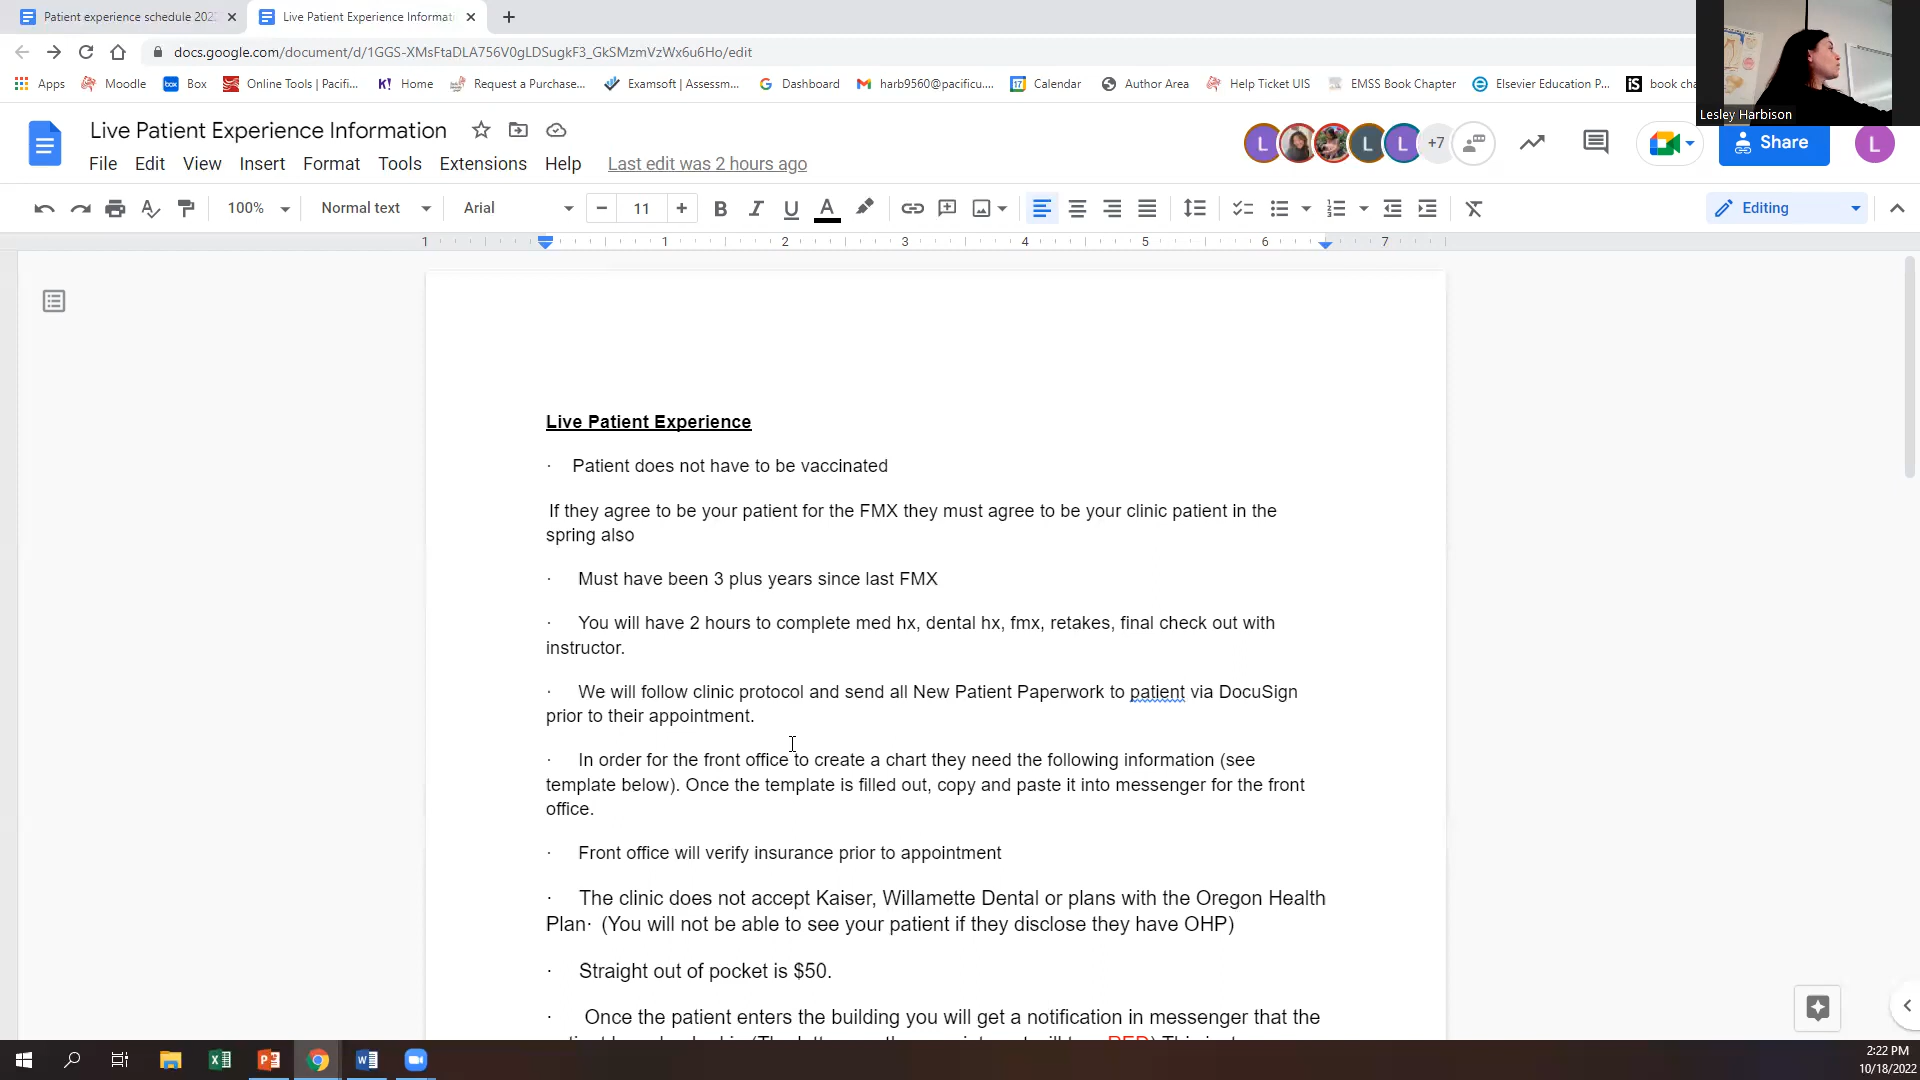 Patient experience schedule 202
Live Patient Experience Informat
docs.google.com/document/d/1GGS-XMsFtaDLA756V0gLDSugkF3_GkSMzmVzWx6u6Ho/edit
Apps
Moodle
Box
Online Tools | Pacifi...
Home
Request a Purchase...
Examsoft | Assessm...
Dashboard
harb9560@pacificu....
Calendar
Author Area
Help Ticket UIS
EMSS Book Chapter
Elsevier Education P...
book cha
Lesley Harbison
Live Patient Experience Information
File Edit View Insert Format Tools Extensions Help
Last edit was 2 hours ago
L
L
L
+7
Share
L
100%
Normal text
Arial
11
Editing
1 1 2 3 4 5 6 7
Live Patient Experience
· Patient does not have to be vaccinated
If they agree to be your patient for the FMX they must agree to be your clinic patient in the
spring also
· Must have been 3 plus years since last FMX
· You will have 2 hours to complete med hx, dental hx, fmx, retakes, final check out with
instructor.
· We will follow clinic protocol and send all New Patient Paperwork to patient via DocuSign
prior to their appointment.
· In order for the front office to create a chart they need the following information (see
template below). Once the template is filled out, copy and paste it into messenger for the front
office.
· Front office will verify insurance prior to appointment
· The clinic does not accept Kaiser, Willamette Dental or plans with the Oregon Health
Plan· (You will not be able to see your patient if they disclose they have OHP)
· Straight out of pocket is $50.
· Once the patient enters the building you will get a notification in messenger that the
2:22 PM
10/18/2022